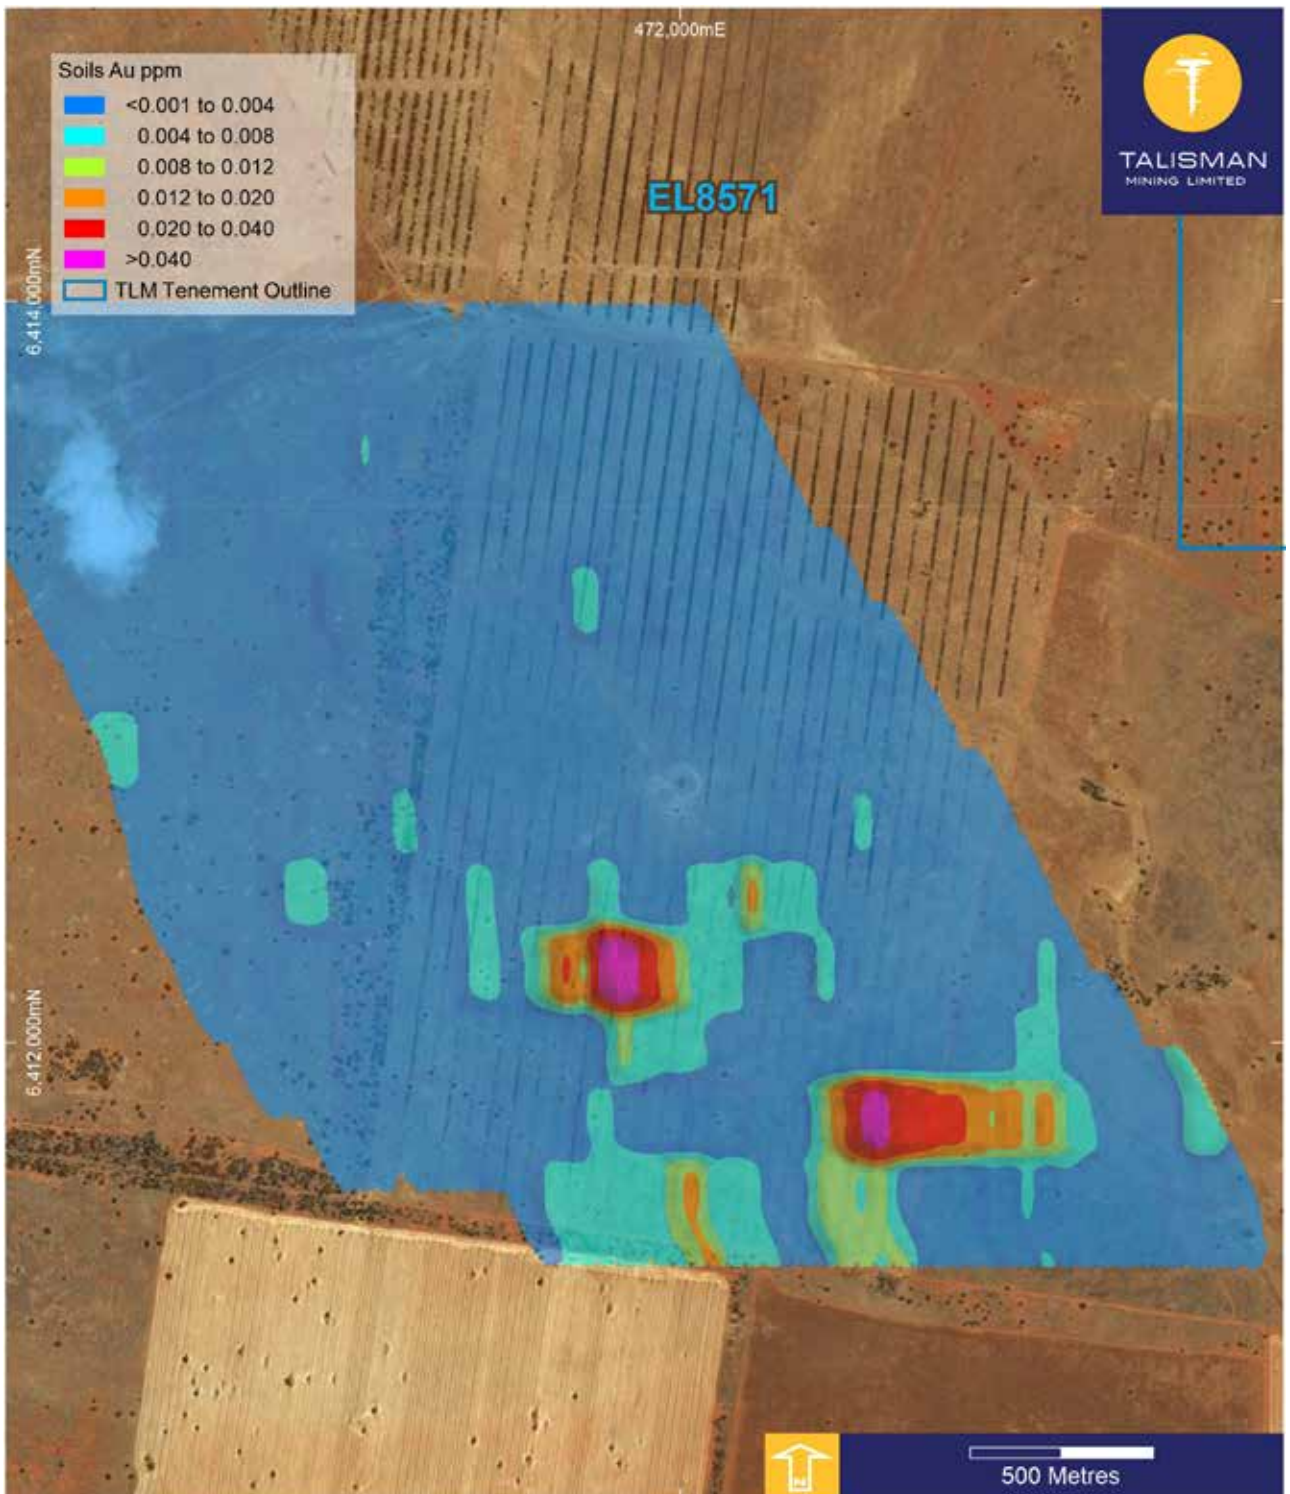 472,000mE
Soils Au ppm
<0.001 to 0.004
0.004 to 0.008
0.008 to 0.012
0.012 to 0.020
0.020 to 0.040
>0.040
TLM Tenement Outline
TALISMAN
MINING LIMITED
EL8571
6,414,000mN
6,412,000mN
N
500 Metres